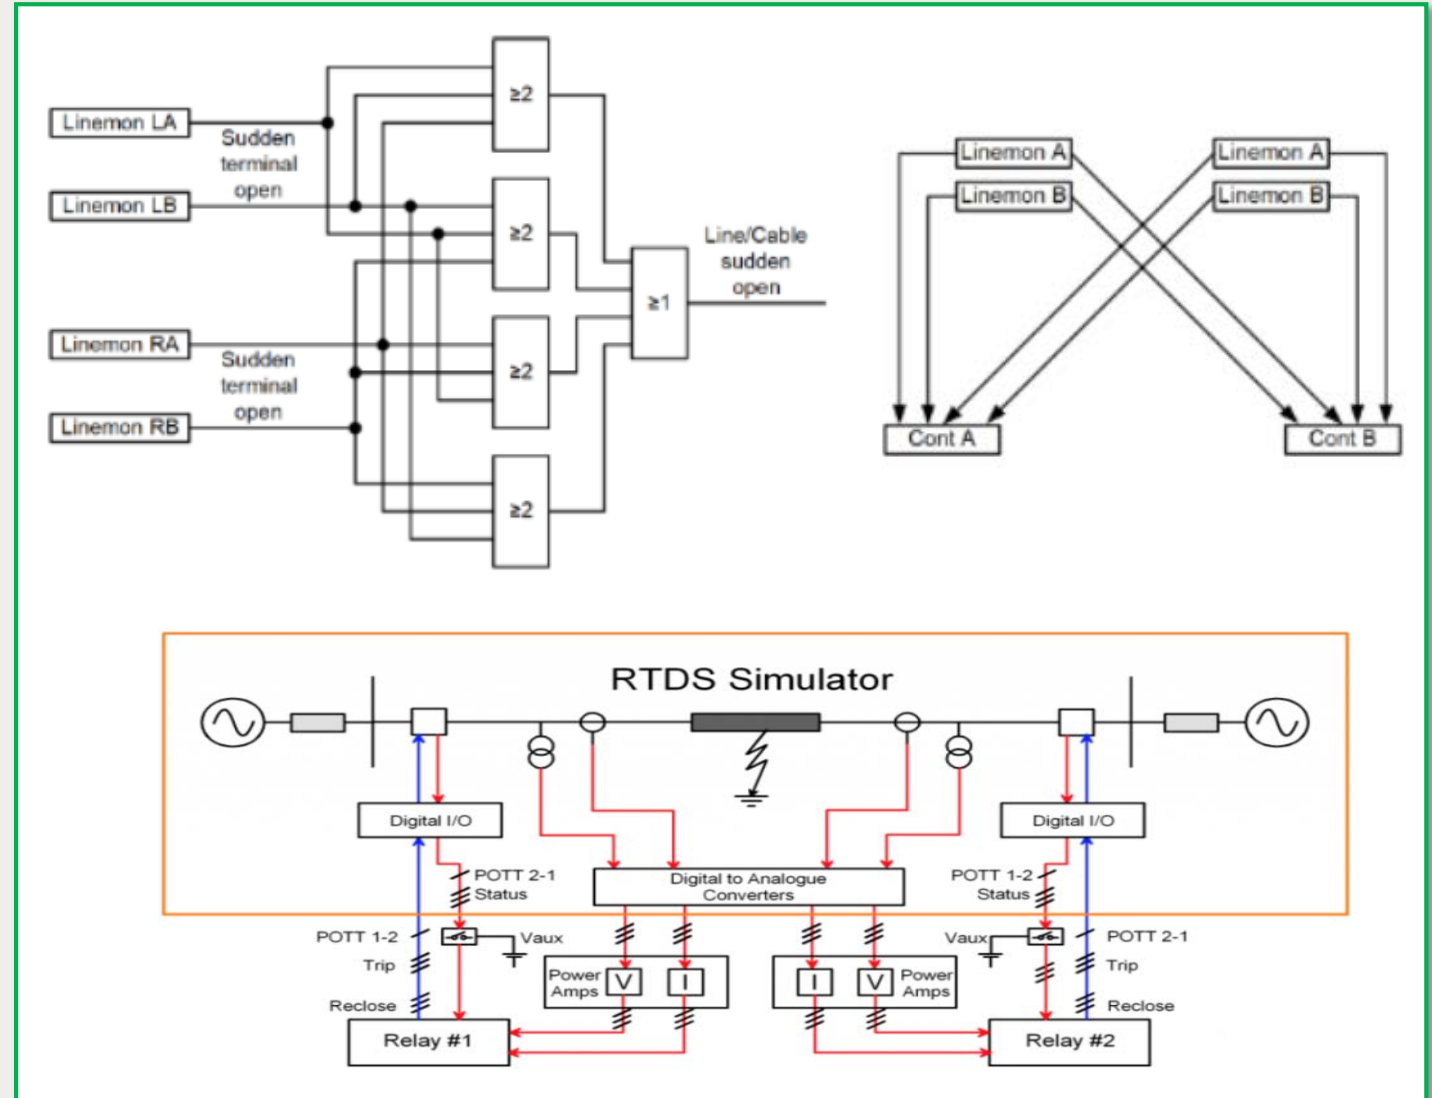 Linemon LA
Sudden
terminal
open
Linemon LB
Linemon RA
Sudden
terminal
open
Linemon RB
≥2
≥2
≥2
≥2
≥1
Line/Cable
sudden
open
Linemon A
Linemon B
Linemon A
Linemon B
Cont A
Cont B
RTDS Simulator
Digital I/O
Digital I/O
POTT 2-1
Status
Digital to Analogue
Converters
POTT 1-2
Status
POTT 1-2
Trip
Reclose
Vaux
Power
Amps
V
I
I
V
Power
Amps
Vaux
POTT 2-1
Trip
Reclose
Relay #1
Relay #2